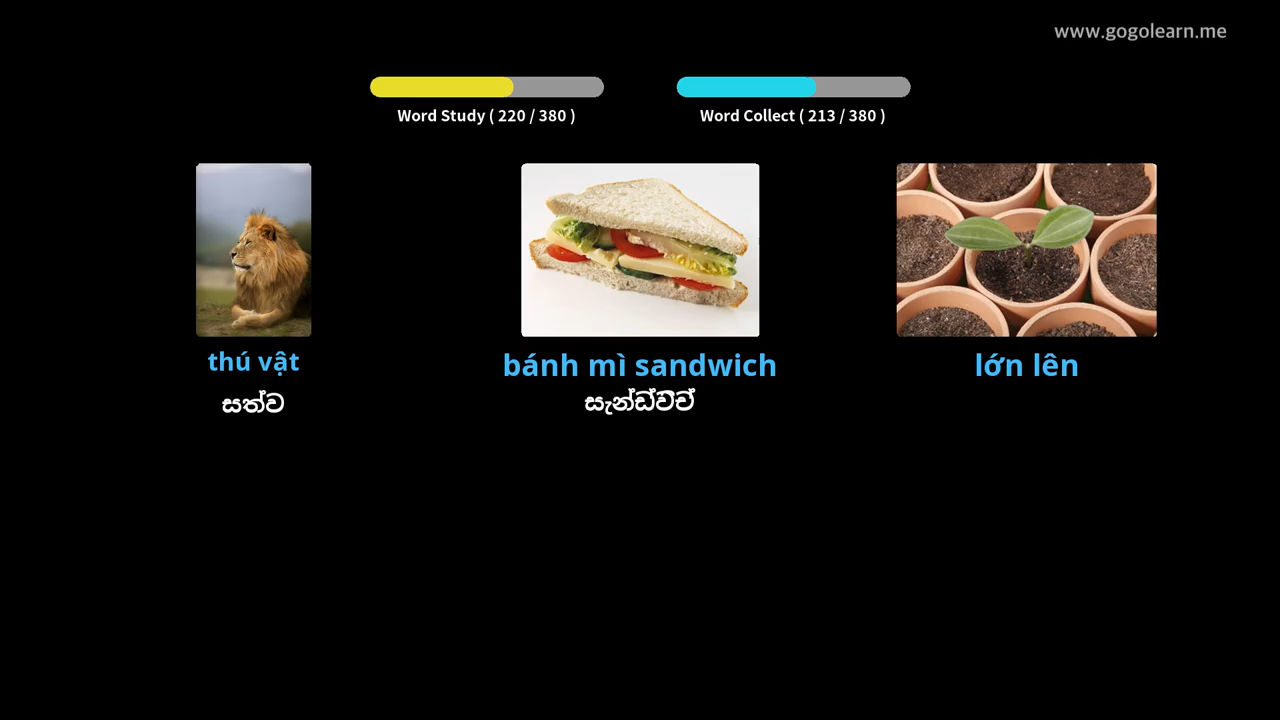 www.gogolearn.me
Word Study ( 220 / 380 )
Word Collect ( 213 / 380 )
thú vật
bánh mì sandwich
lớn lên
සත්ව
සැන්ඩ්විච්